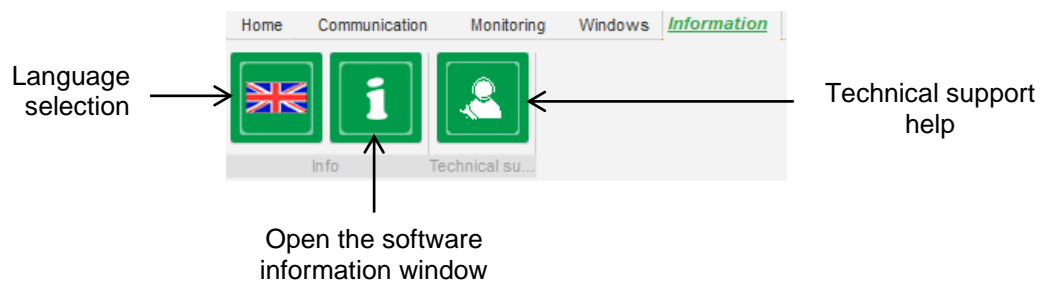 Home Communication Monitoring Windows Information
Language
selection
Technical support
help
Info Technical su...
Open the software
information window